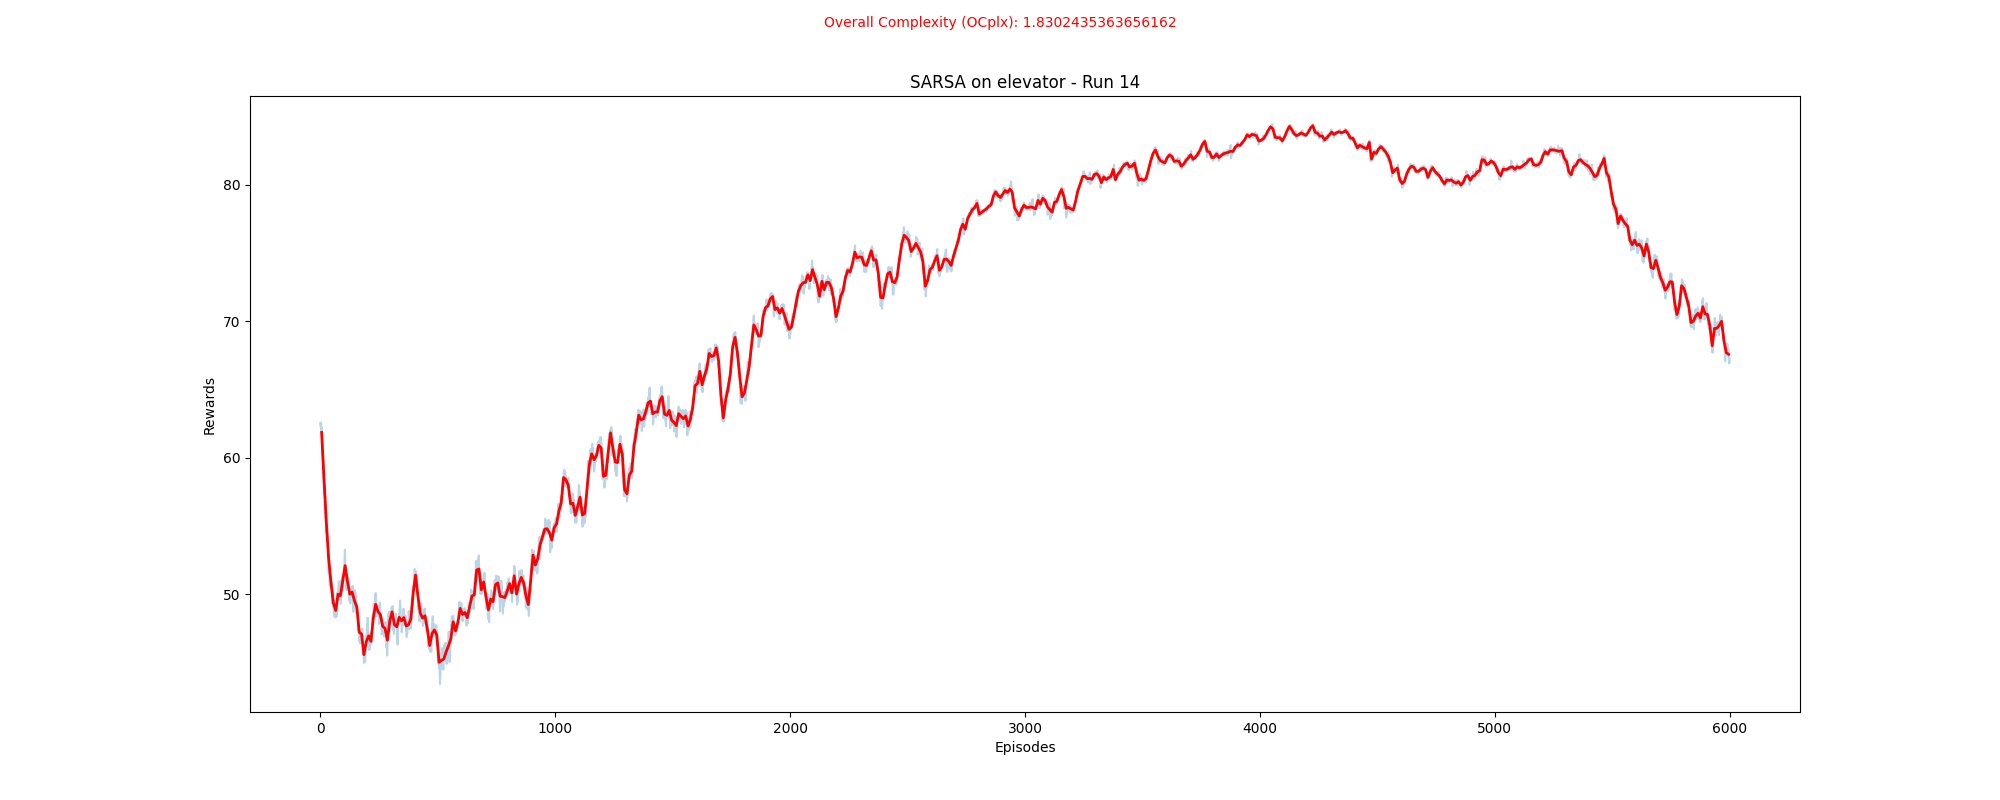 Overall Complexity (OCplx): 1.8302435363656162
SARSA on elevator - Run 14
Rewards
80
70
60
50
0 1000 2000 3000 4000 5000 6000
Episodes